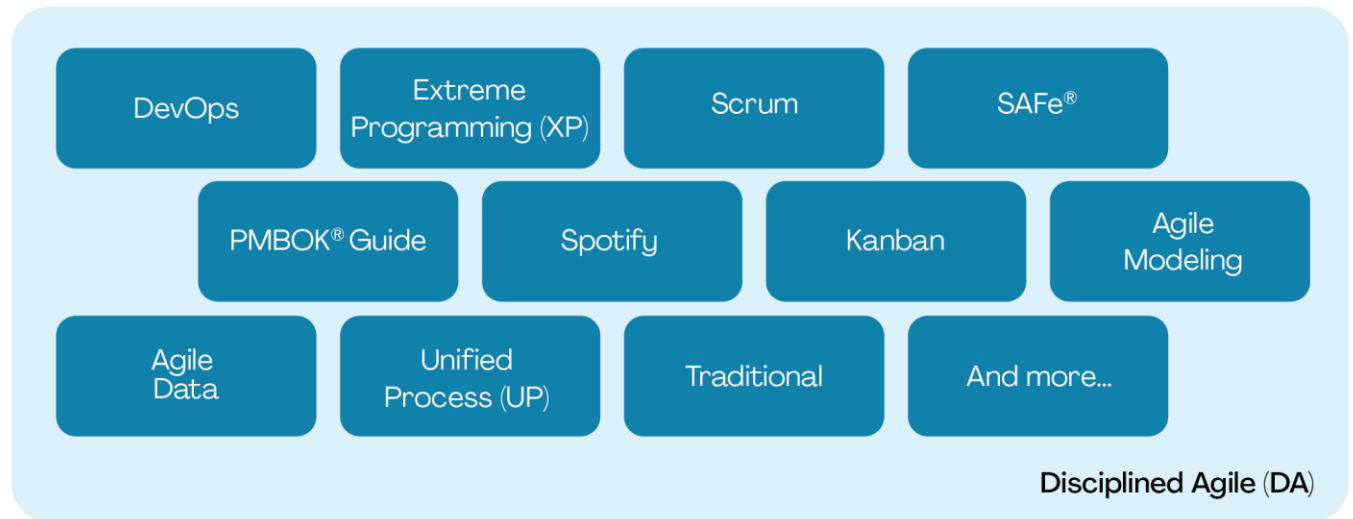 DevOps
Extreme
Programming (XP)
Scrum
SAFe®
PMBOK® Guide
Spotify
Kanban
Agile
Modeling
Agile
Data
Unified
Process (UP)
Traditional
And more...
Disciplined Agile (DA)